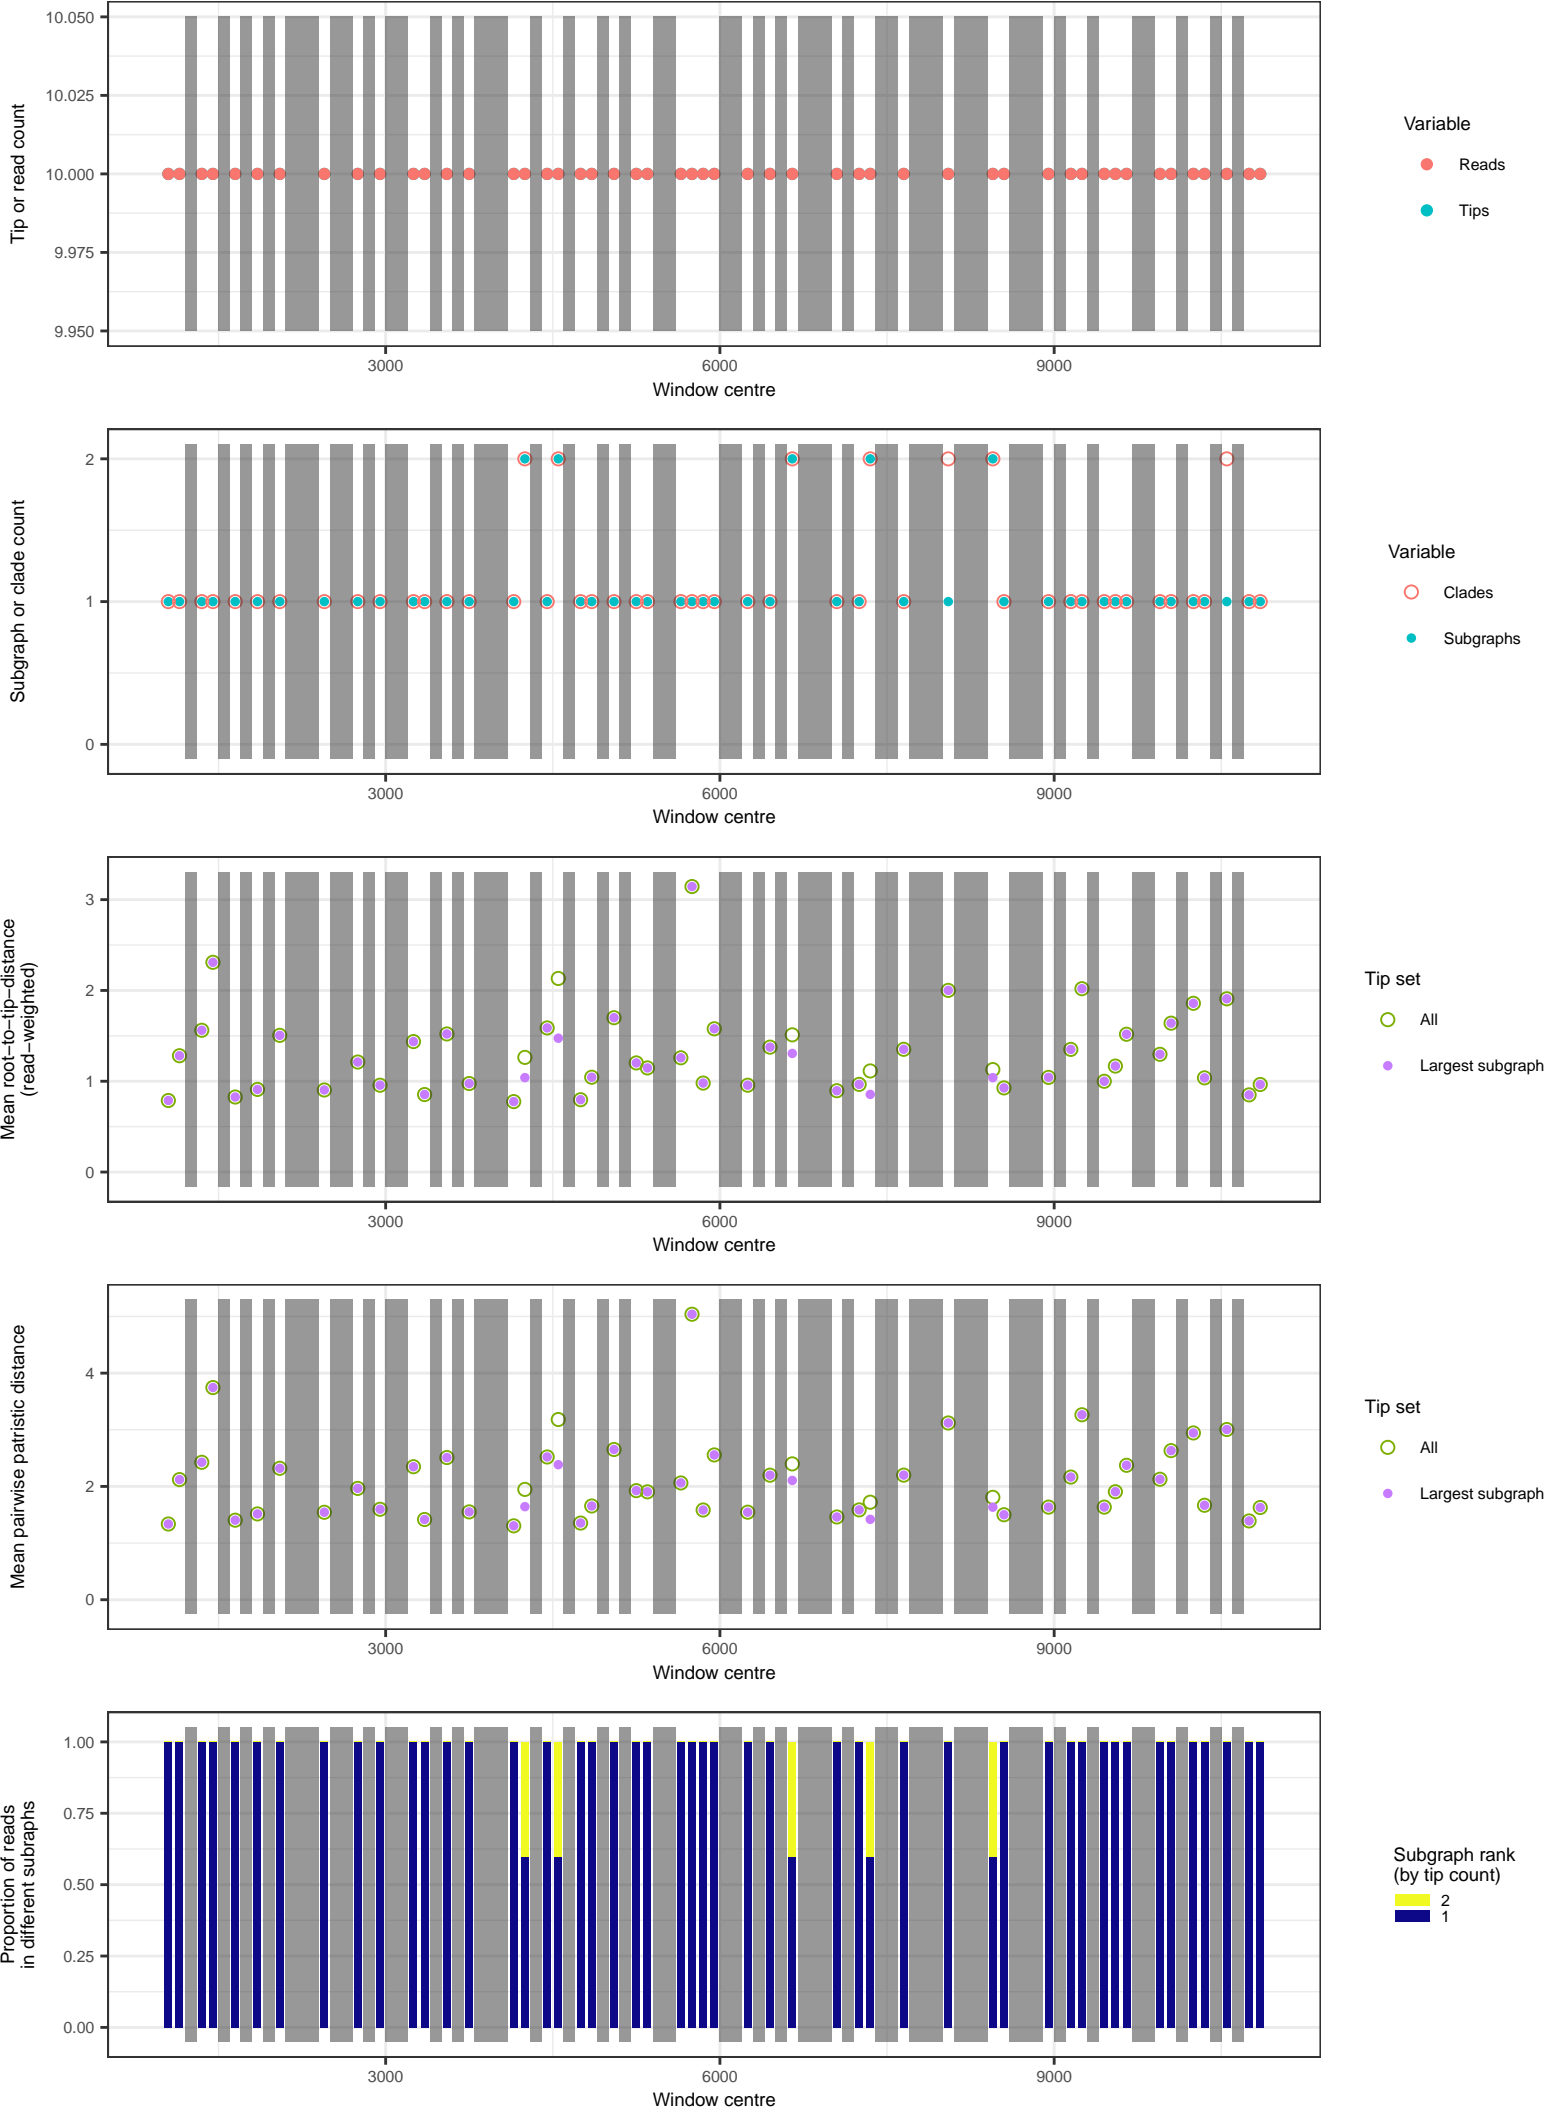 10.050
10.025
10.000
9.975
9.950
Tip or read count
3000
6000
9000
Window centre
Variable
Reads
Tips
2
1
0
Subgraph or clade count
3000
6000
9000
Window centre
Variable
Clades
Subgraphs
3
2
1
0
Mean root−to−tip−distance
(read−weighted)
3000
6000
9000
Window centre
Tip set
All
Largest subgraph
4
2
0
Mean pairwise patristic distance
3000
6000
9000
Window centre
Tip set
All
Largest subgraph
1.00
0.75
0.50
0.25
0.00
Proportion of reads
in different subraphs
3000
6000
9000
Window centre
Subgraph rank
(by tip count)
2
1